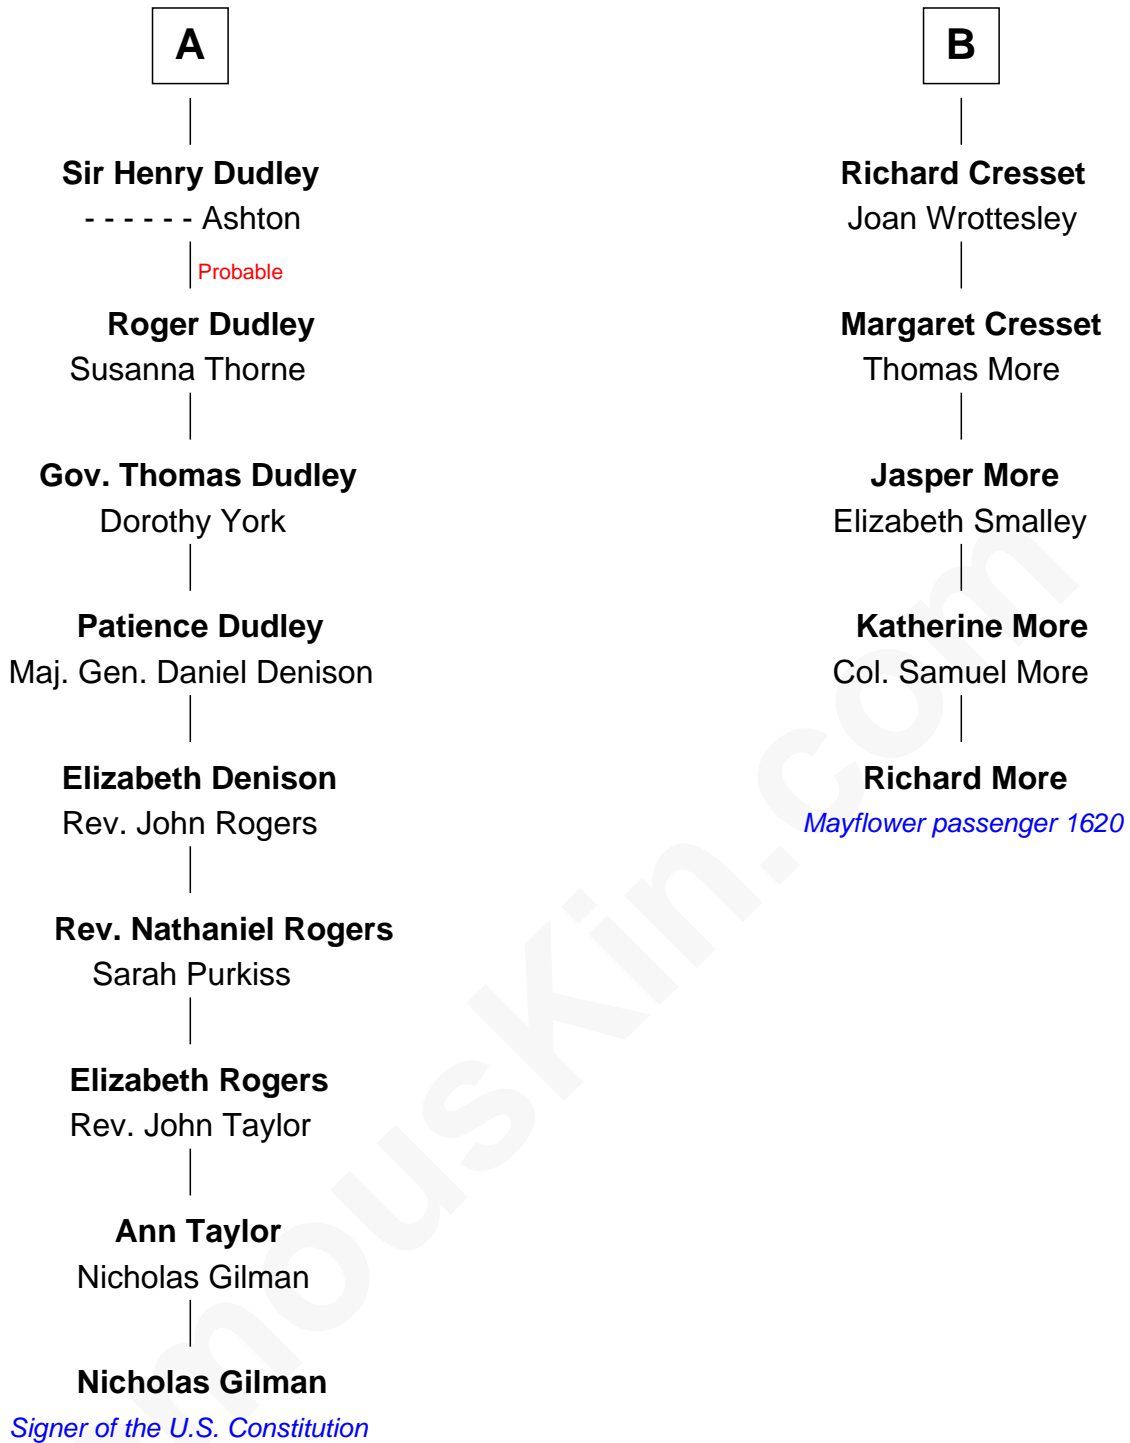 A
Sir Henry Dudley
- - - - - - Ashton
Probable
Roger Dudley
Susanna Thorne
Gov. Thomas Dudley
Dorothy York
Patience Dudley
Maj. Gen. Daniel Denison
Elizabeth Denison
Rev. John Rogers
Rev. Nathaniel Rogers
Sarah Purkiss
Elizabeth Rogers
Rev. John Taylor
Ann Taylor
Nicholas Gilman
Nicholas Gilman
Signer of the U.S. Constitution
B
Richard Cresset
Joan Wrottesley
Margaret Cresset
Thomas More
Jasper More
Elizabeth Smalley
Katherine More
Col. Samuel More
Richard More
Mayflower passenger 1620
mousKin.com